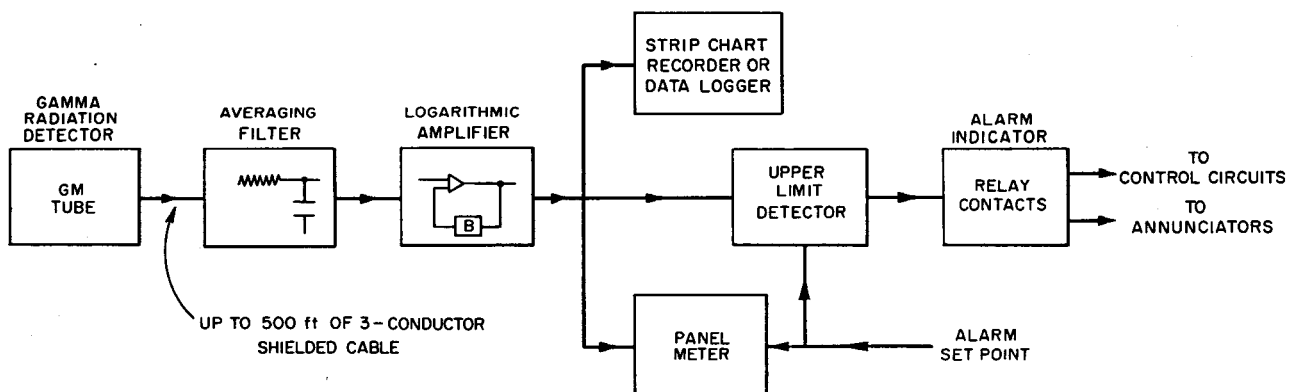 GAMMA
RADIATION
DETECTOR
GM
TUBE
UP TO 500 ft OF 3-CONDUCTOR
SHIELDED CABLE
AVERAGING
FILTER
LOGARITHMIC
AMPLIFIER
B
STRIP CHART
RECORDER OR
DATA LOGGER
UPPER
LIMIT
DETECTOR
PANEL
METER
ALARM
SET POINT
ALARM
INDICATOR
RELAY
CONTACTS
TO
CONTROL CIRCUITS
TO
ANNUNCIATORS